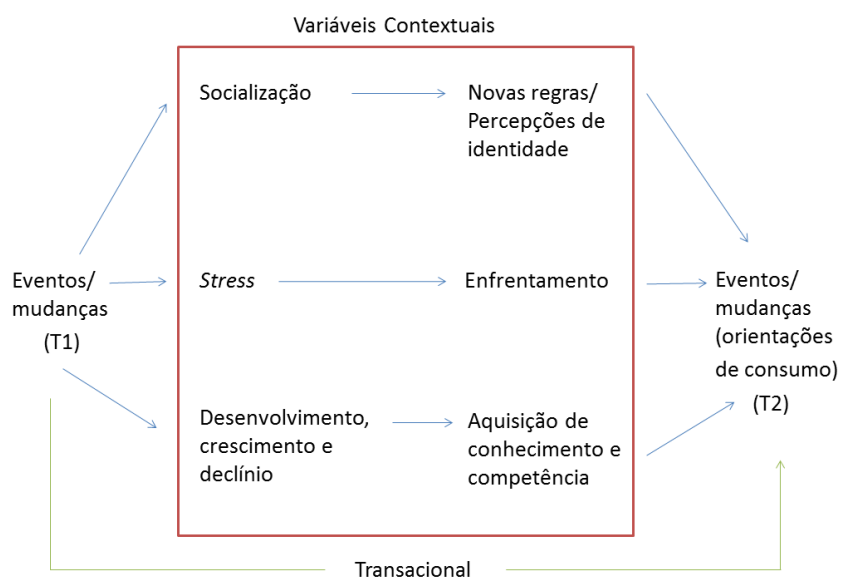 Variáveis Contextuais
Socialização
Novas regras/
Percepções de
identidade
Eventos/
mudanças
(T1)
Stress
Enfrentamento
Eventos/
mudanças
(orientações
de consumo)
(T2)
Desenvolvimento,
crescimento e
declínio
Aquisição de
conhecimento e
competência
Transacional